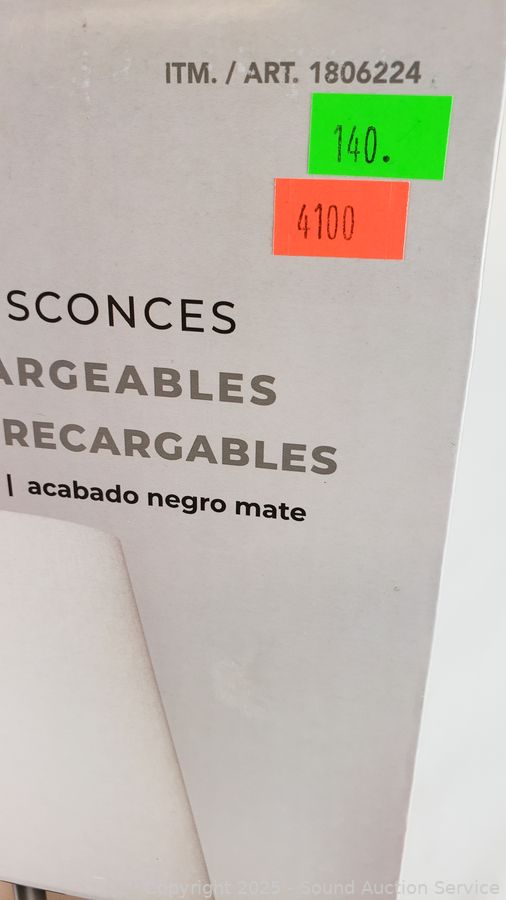 ITM. / ART. 1806224
140.
4100
SCONCES
ARGEABLES
RECARGABLES
| acabado negro mate
Copyright 2025 - Sound Auction Service